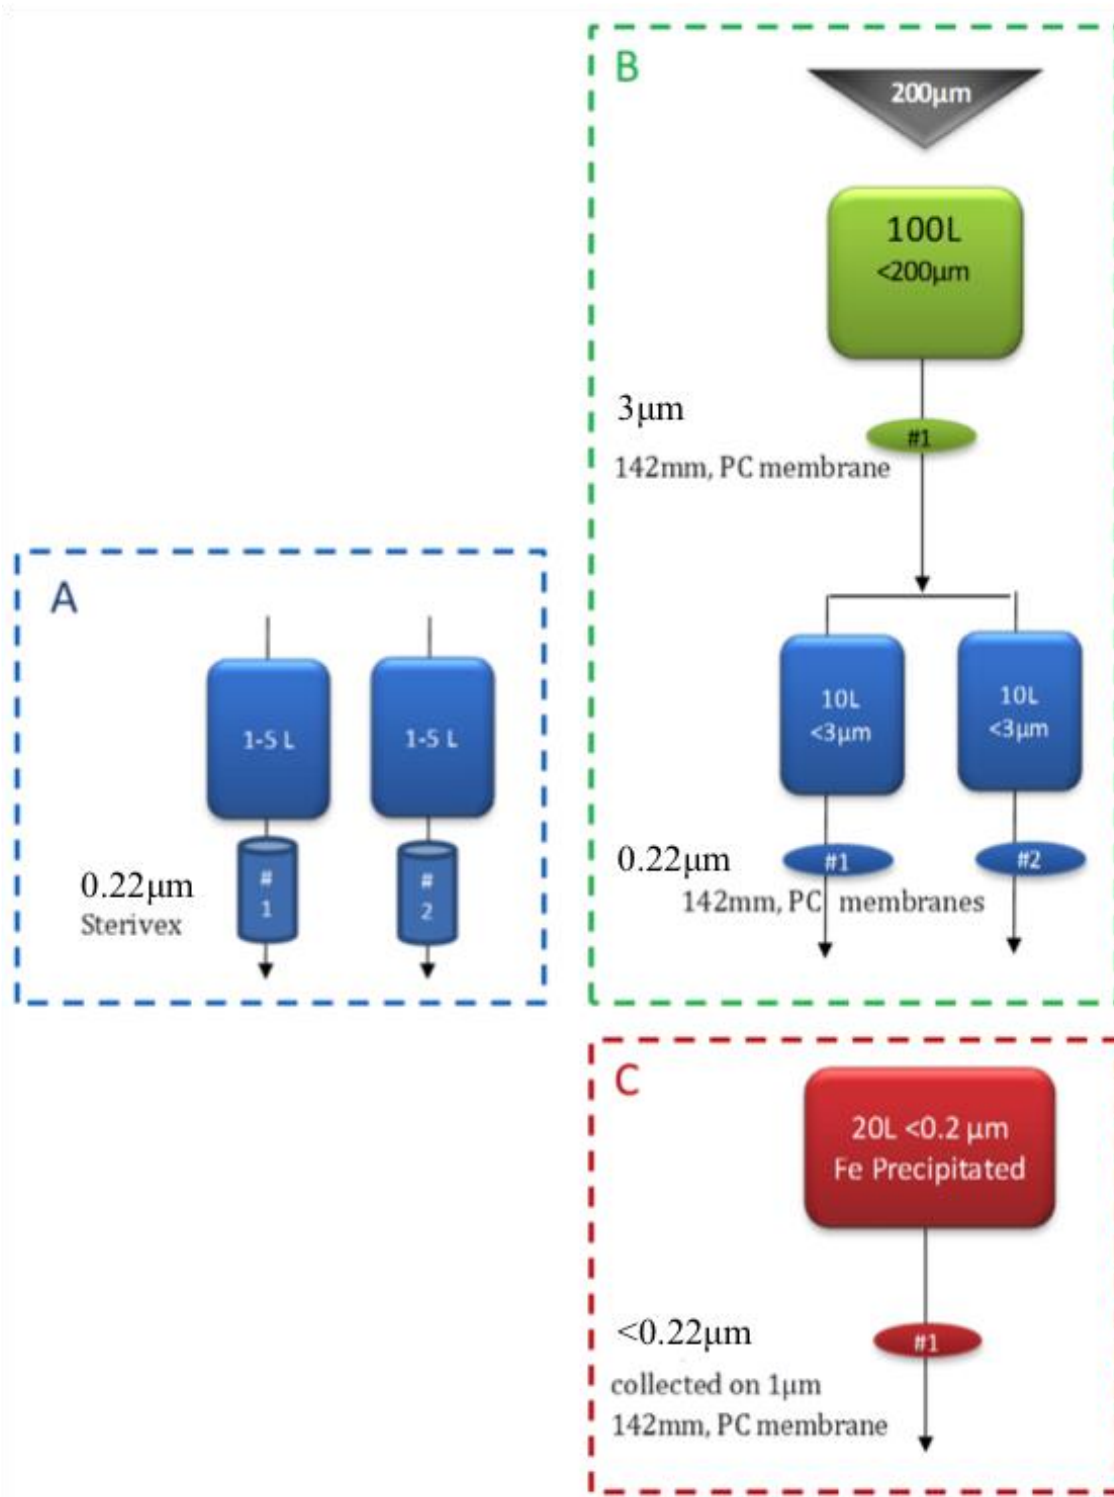 A
1-5 L
1-5 L
0.22μm
Sterivex
#
1
#
2
B
200μm
100L
<200μm
3μm
#1
142mm, PC membrane
10L
<3μm
10L
<3μm
0.22μm
#1
#2
142mm, PC membranes
C
20L <0.2 μm
Fe Precipitated
<0.22μm
#1
collected on 1μm
142mm, PC membrane